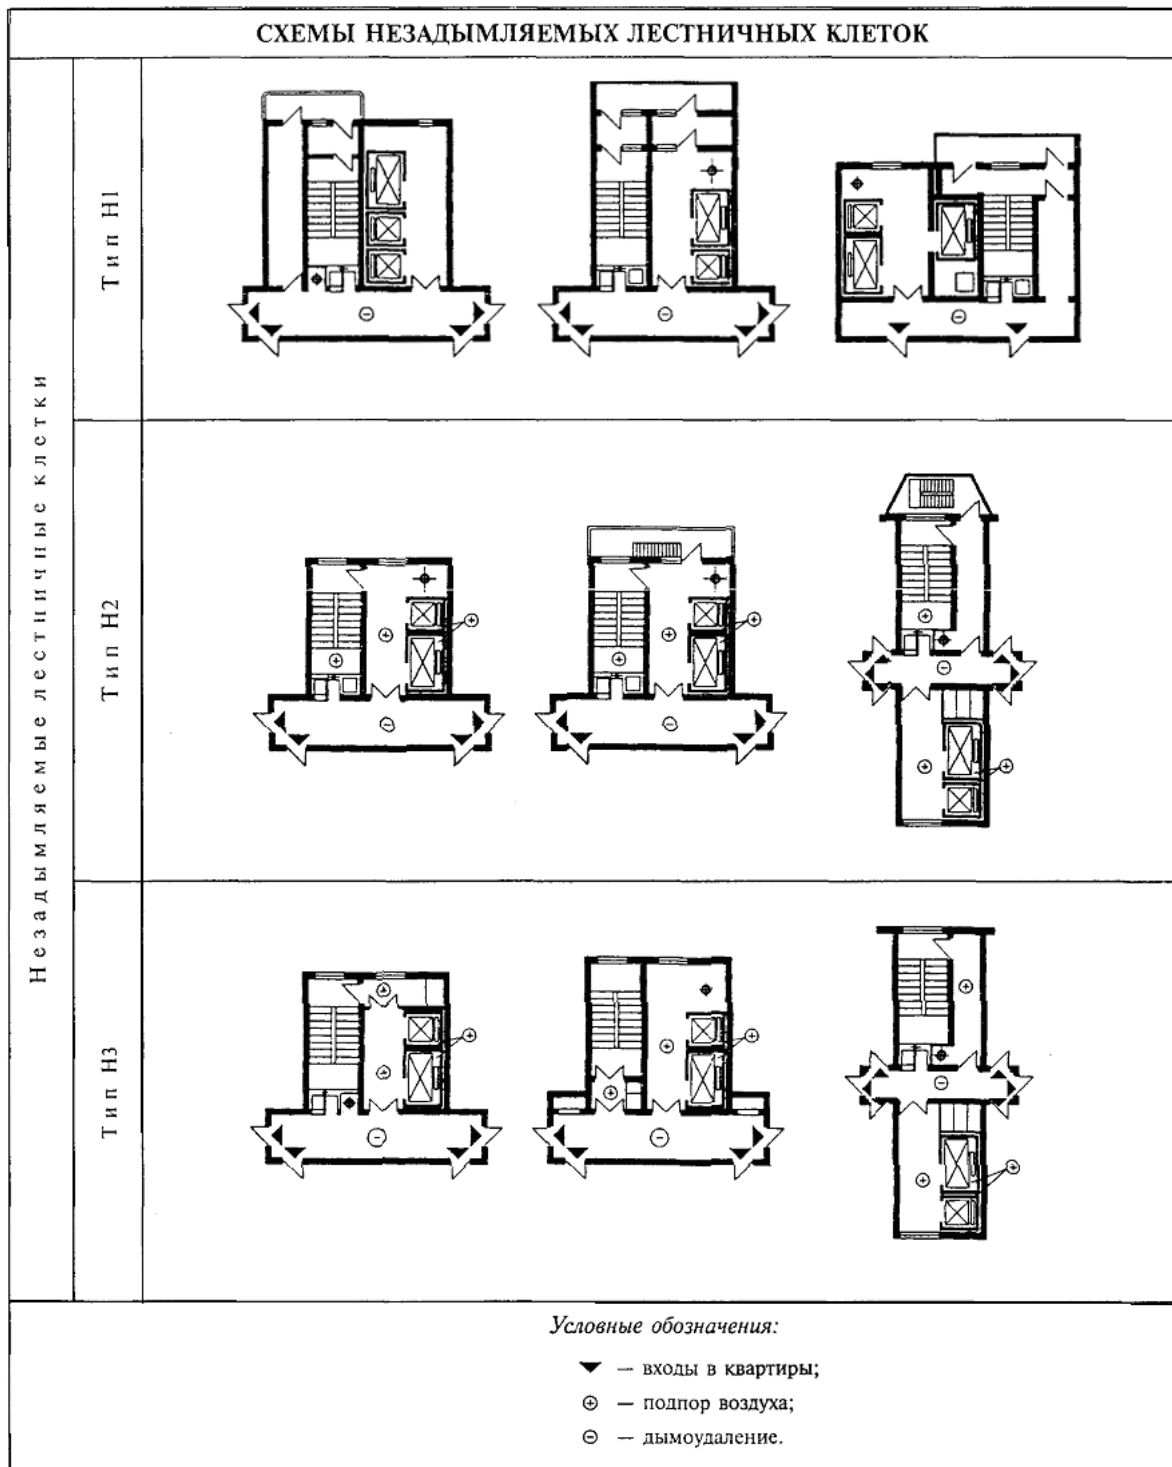 СХЕМЫ НЕЗАДЫМЛЯЕМЫХ ЛЕСТНИЧНЫХ КЛЕТОК
Незадымляемые лестничные клетки
Тип Н1
Тип Н2
Тип Н3
Условные обозначения:
— входы в квартиры;
— подпор воздуха;
— дымоудаление.